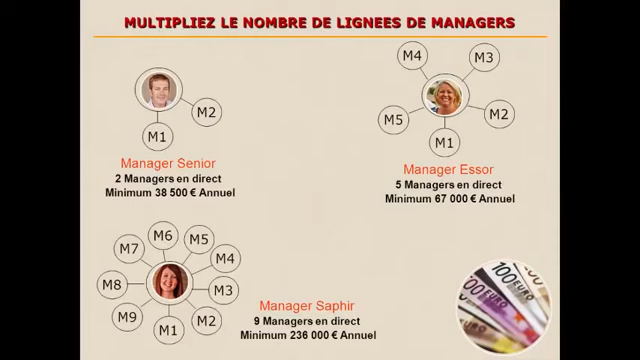 MULTIPLIEZ LE NOMBRE DE LIGNEES DE MANAGERS
M2
M1
Manager Senior
2 Managers en direct
Minimum 38 500 € Annuel
M4
M3
M5
M2
M1
Manager Essor
5 Managers en direct
Minimum 67 000 € Annuel
M6
M7
M5
M4
M8
M3
M9
M1
M2
Manager Saphir
9 Managers en direct
Minimum 236 000 € Annuel
100 EURO